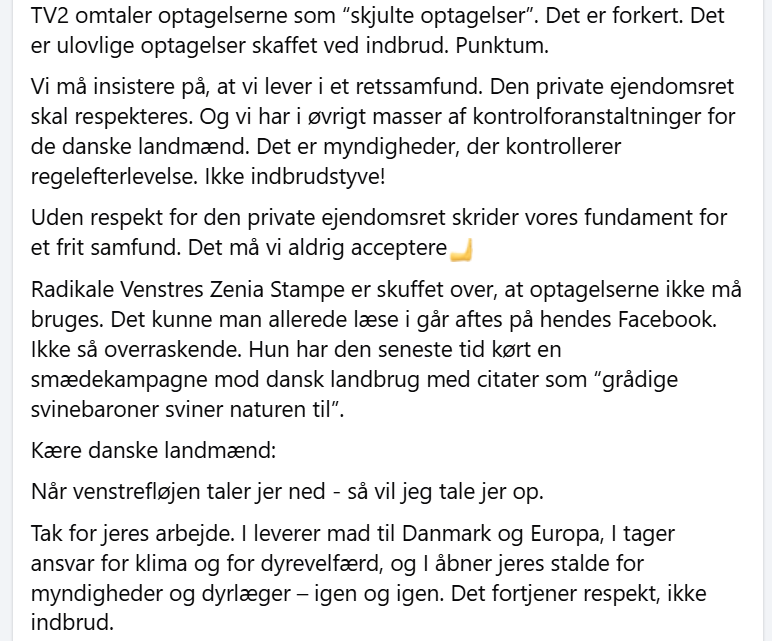 TV2 omtaler optagelserne som “skjulte optagelser”. Det er forkert. Det
er ulovlige optagelser skaffet ved indbrud. Punktum.
Vi må insistere på, at vi lever i et retssamfund. Den private ejendomsret
skal respekteres. Og vi har i øvrigt masser af kontrolforanstaltninger for
de danske landmænd. Det er myndigheder, der kontrollerer
regelefterlevelse. Ikke indbrudstyve!
Uden respekt for den private ejendomsret skrider vores fundament for
et frit samfund. Det må vi aldrig acceptere
Radikale Venstres Zenia Stampe er skuffet over, at optagelserne ikke må
bruges. Det kunne man allerede læse i går aftes på hendes Facebook.
Ikke så overraskende. Hun har den seneste tid kørt en
smædekampagne mod dansk landbrug med citater som “grådige
svinebaroner sviner naturen til”.
Kære danske landmænd:
Når venstrefløjen taler jer ned - så vil jeg tale jer op.
Tak for jeres arbejde. I leverer mad til Danmark og Europa, I tager
ansvar for klima og for dyrevelfærd, og I åbner jeres stalde for
myndigheder og dyrlæger – igen og igen. Det fortjener respekt, ikke
indbrud.